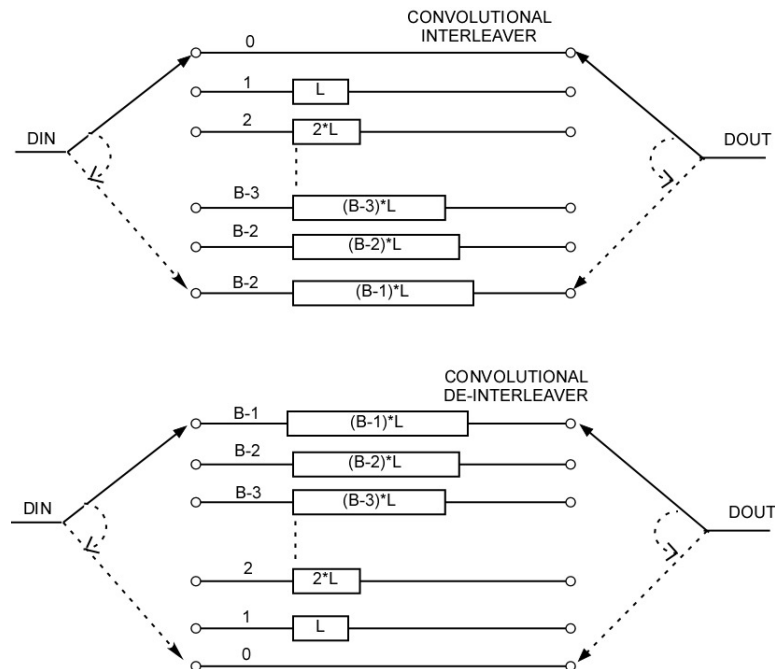 CONVOLUTIONAL
INTERLEAVER
0
1
L
2
2*L
DIN
DOUT
B-3
(B-3)*L
B-2
(B-2)*L
B-2
(B-1)*L
CONVOLUTIONAL
DE-INTERLEAVER
B-1
(B-1)*L
B-2
(B-2)*L
B-3
(B-3)*L
DIN
DOUT
2
2*L
1
L
0